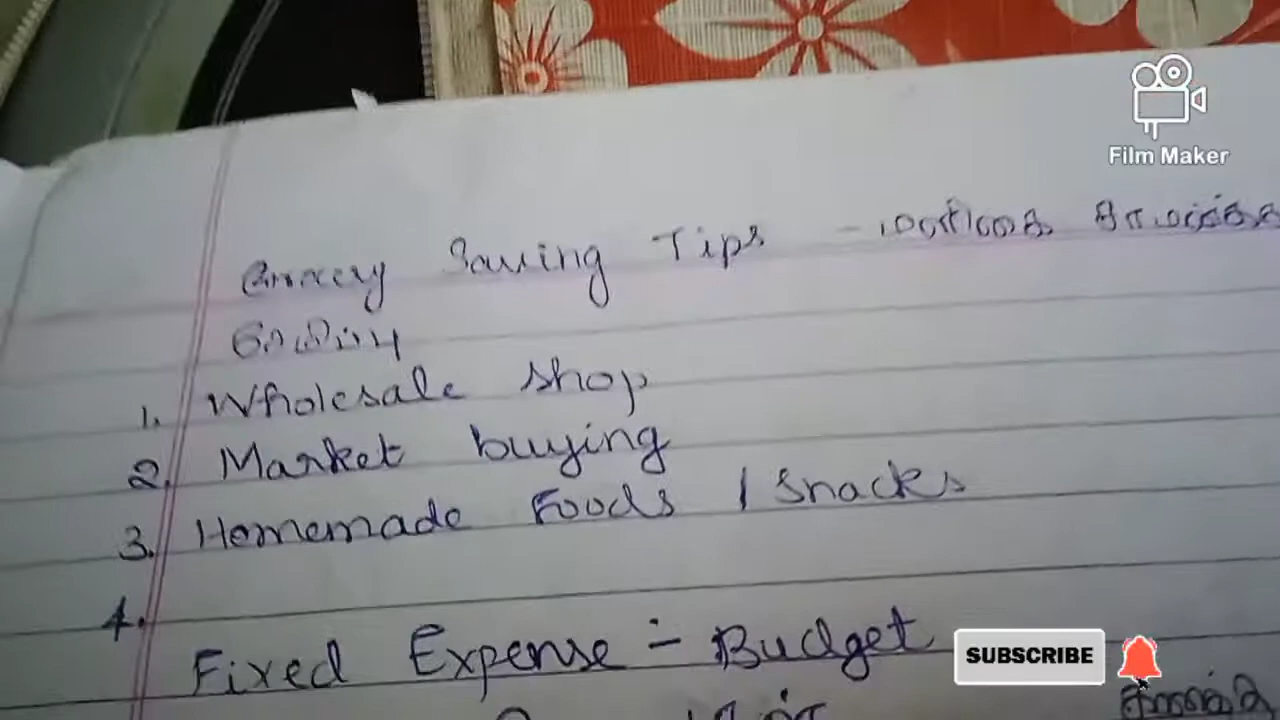 Film Maker
Grocery Saving Tips - மளிகை
சேமிப்பு
1. Wholesale shop
2. Market buying
3. Homemade Foods / Snacks
4.
Fixed Expense :- Budget
SUBSCRIBE